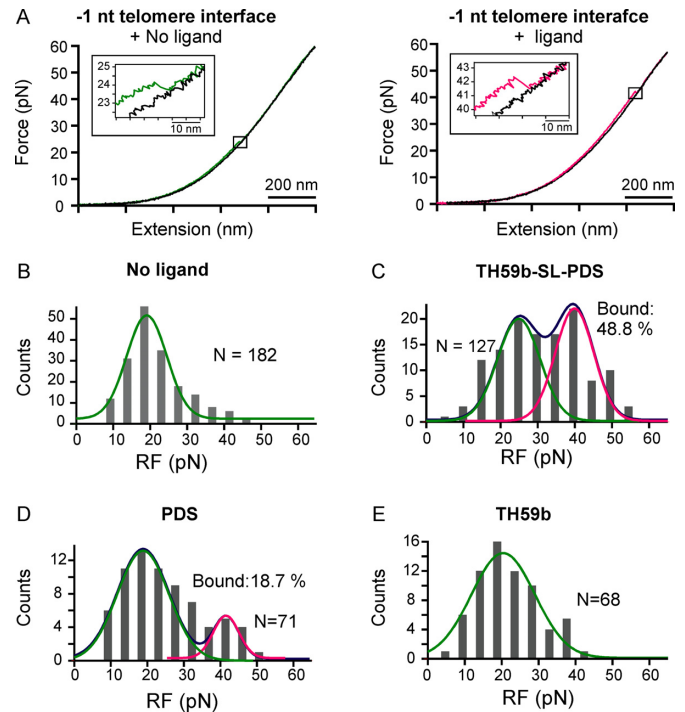 A
-1 nt telomere interface
+ No ligand
-1 nt telomere interafce
+ ligand
Force (pN)
60
50
40
30
20
10
0
25
24
23
10 nm
200 nm
Extension (nm)
Force (pN)
60
50
40
30
20
10
0
43
42
41
40
10 nm
200 nm
Extension (nm)
B
No ligand
Counts
50
40
30
20
10
0
N = 182
0 10 20 30 40 50 60
RF (pN)
C
TH59b-SL-PDS
Counts
20
15
10
5
0
N = 127
Bound:
48.8 %
0 10 20 30 40 50 60
RF (pN)
D
PDS
Counts
12
8
4
0
Bound:18.7 %
N=71
0 10 20 30 40 50 60
RF (pN)
E
TH59b
Counts
16
12
8
4
0
N=68
0 10 20 30 40 50 60
RF (pN)